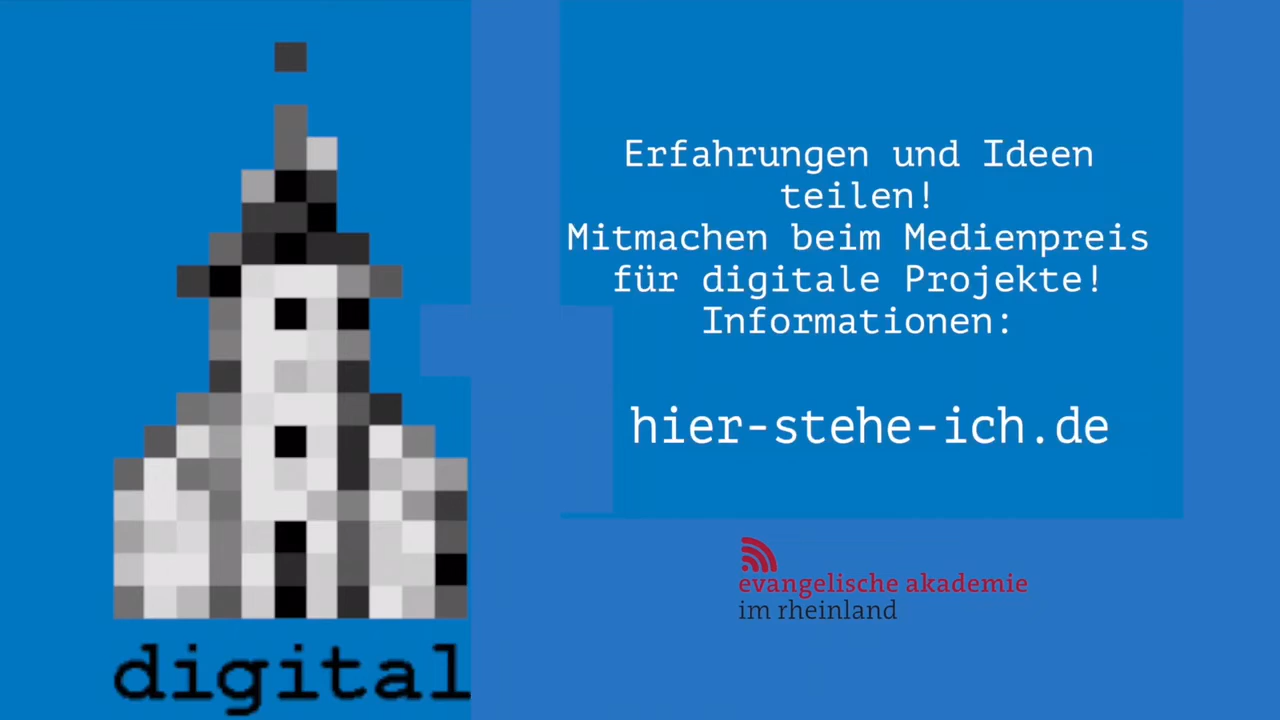 Erfahrungen und Ideen
teilen!
Mitmachen beim Medienpreis
für digitale Projekte!
Informationen:
hier-stehe-ich.de
evangelische akademie
im rheinland
digital